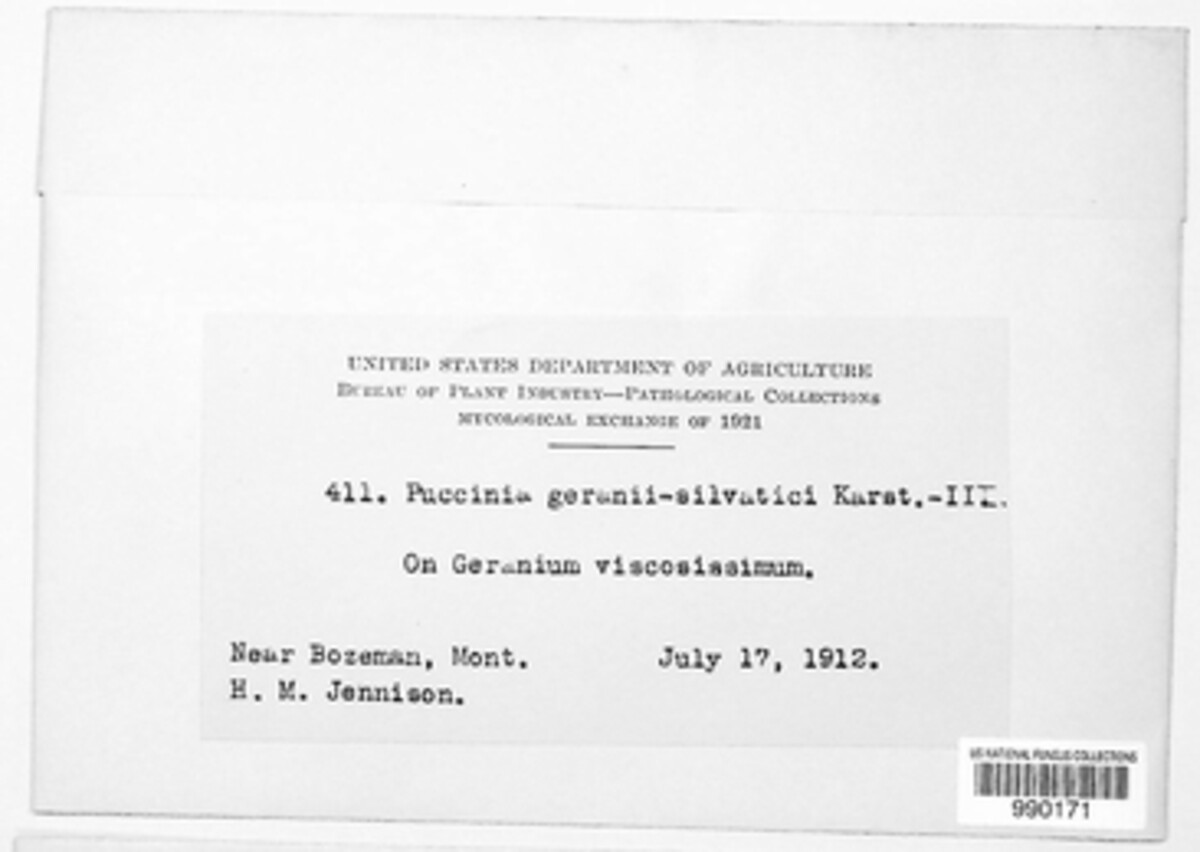 UNITED STATES DEPARTMENT OF AGRICULTURE
BUREAU OF PLANT INDUSTRY—PATHOLOGICAL COLLECTIONS
MYCOLOGICAL EXCHANGE OF 1921
411. Puccinia geranii-silvatici Karst.-III.
On Geranium viscosissimum.
Near Bozeman, Mont. July 17, 1912.
H. M. Jennison.
US NATIONAL FUNGUS COLLECTIONS
990171